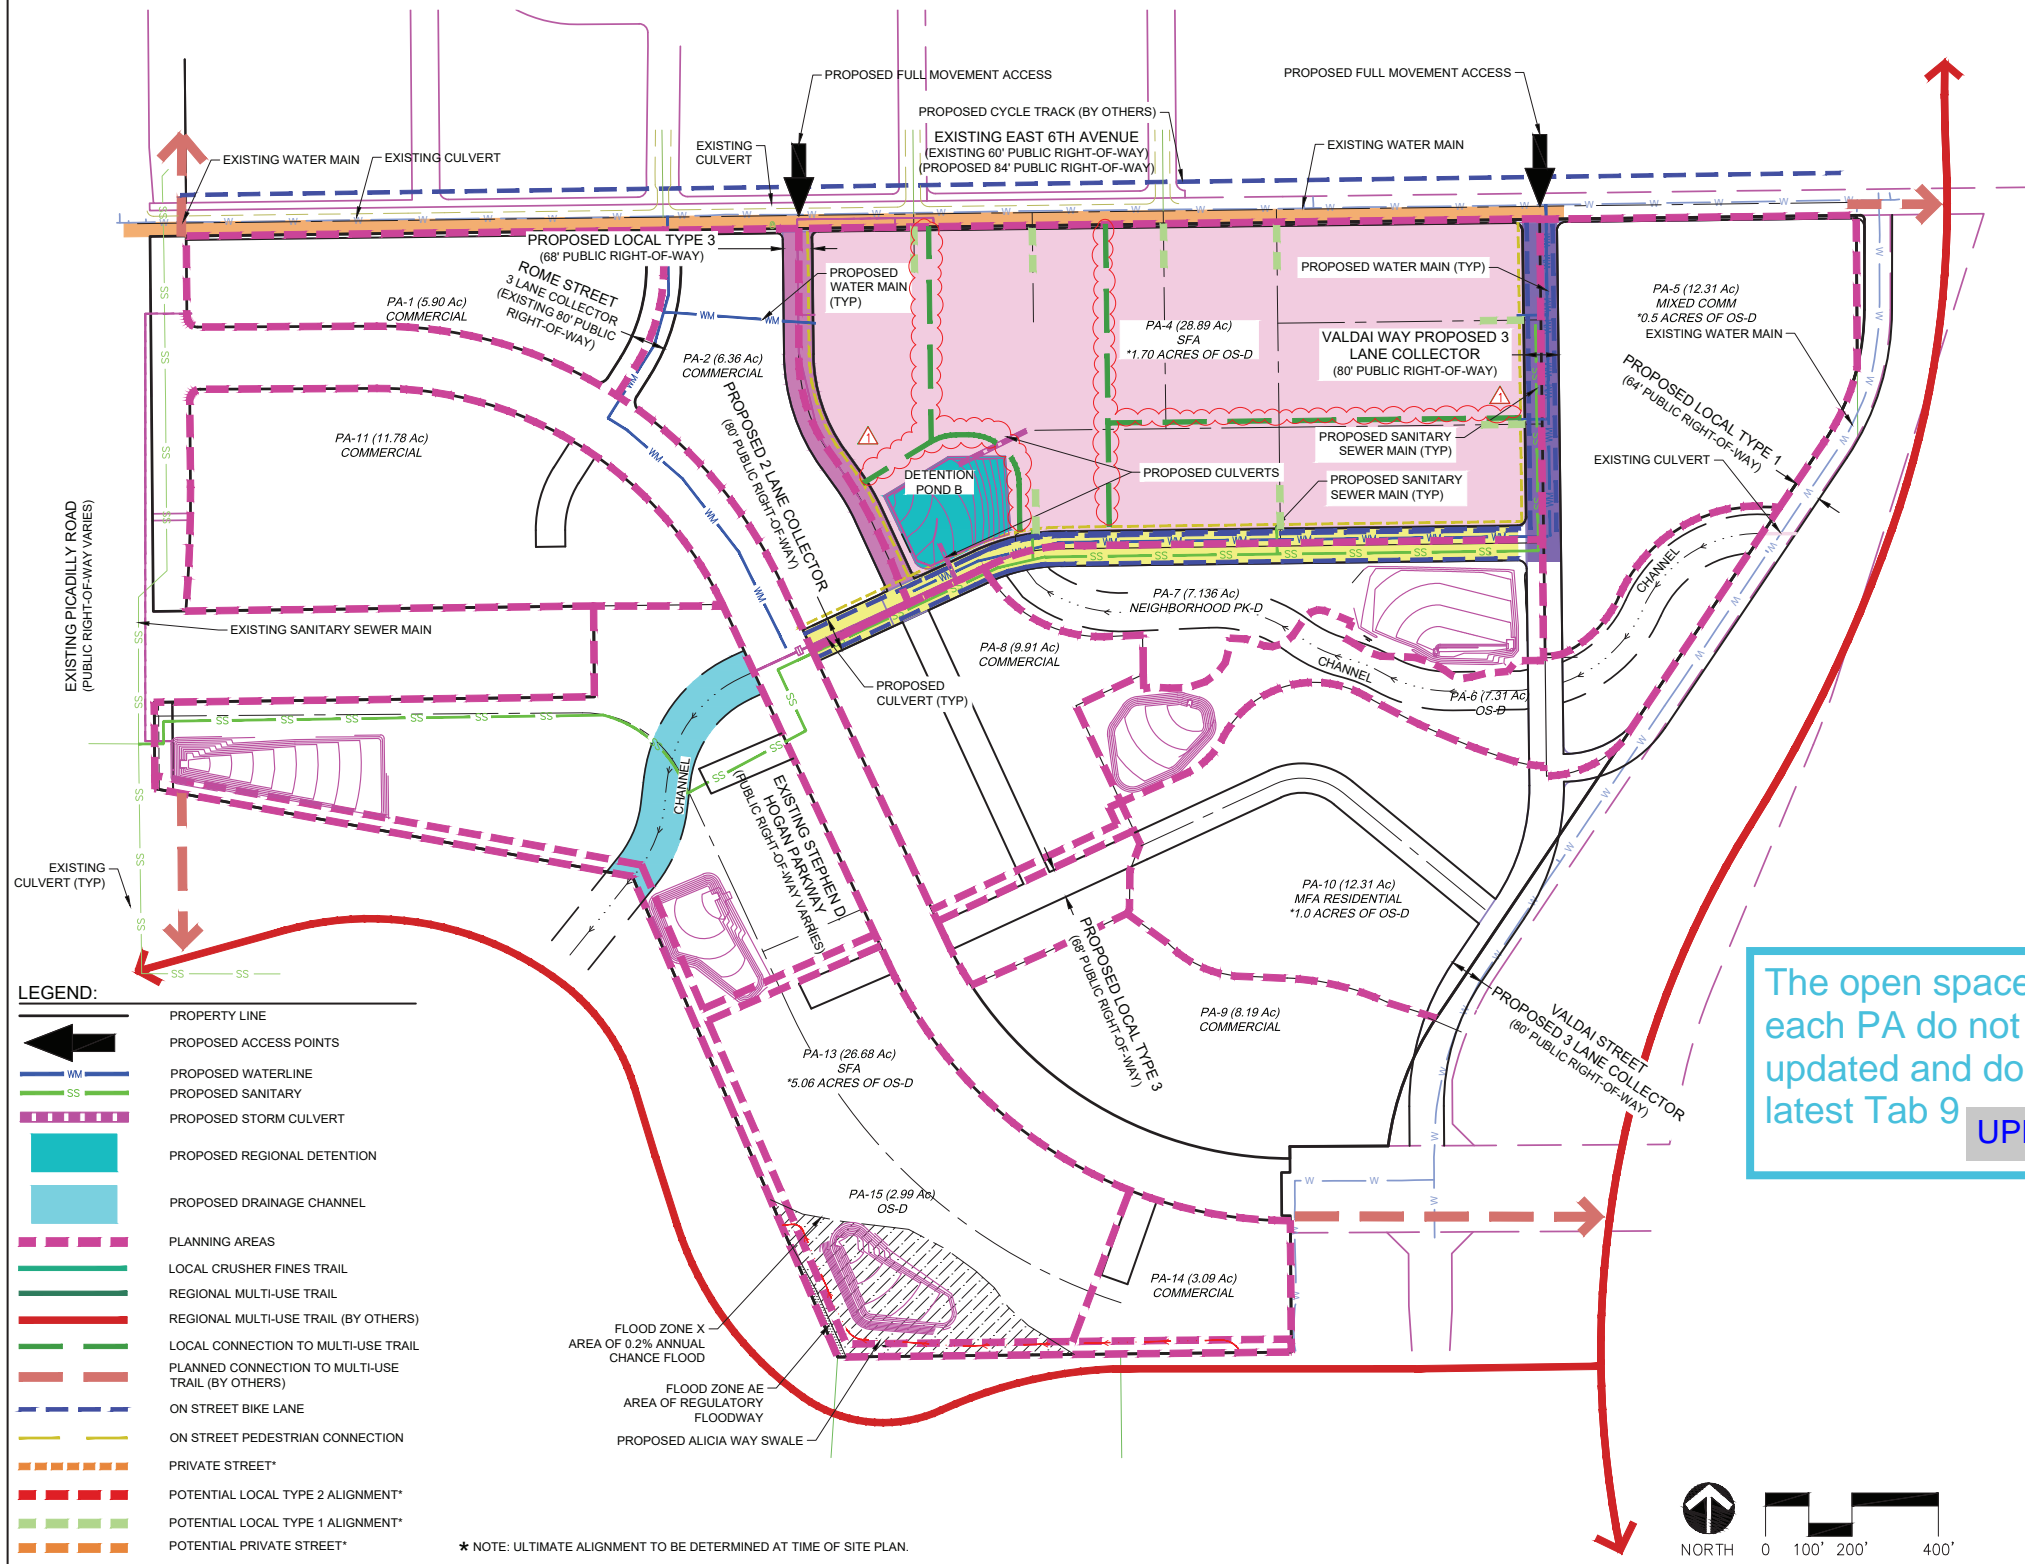 PROPOSED FULL MOVEMENT ACCESS
PROPOSED FULL MOVEMENT ACCESS
PROPOSED CYCLE TRACK (BY OTHERS)
EXISTING EAST 6TH AVENUE
(EXISTING 60' PUBLIC RIGHT-OF-WAY)
(PROPOSED 84' PUBLIC RIGHT-OF-WAY)
EXISTING WATER MAIN
EXISTING CULVERT
EXISTING
CULVERT
EXISTING WATER MAIN
PROPOSED LOCAL TYPE 3
(68' PUBLIC RIGHT-OF-WAY)
ROME STREET
3 LANE COLLECTOR
(EXISTING 80' PUBLIC
RIGHT-OF-WAY)
PROPOSED
WATER MAIN
(TYP)
PROPOSED WATER MAIN (TYP)
PA-1 (5.90 Ac)
COMMERCIAL
PA-2 (6.36 Ac)
COMMERCIAL
PA-4 (28.89 Ac)
SFA
*1.70 ACRES OF OS-D
VALDAI WAY PROPOSED 3
LANE COLLECTOR
(80' PUBLIC RIGHT-OF-WAY)
PA-5 (12.31 Ac)
MIXED COMM
*0.5 ACRES OF OS-D
EXISTING WATER MAIN
PROPOSED LOCAL TYPE 1
(64' PUBLIC RIGHT-OF-WAY)
PROPOSED 2 LANE COLLECTOR
(80' PUBLIC RIGHT-OF-WAY)
PA-11 (11.78 Ac)
COMMERCIAL
1
1
PROPOSED SANITARY
SEWER MAIN (TYP)
EXISTING CULVERT
DETENTION
POND B
PROPOSED CULVERTS
PROPOSED SANITARY
SEWER MAIN (TYP)
EXISTING PICADILLY ROAD
(PUBLIC RIGHT-OF-WAY VARIES)
EXISTING SANITARY SEWER MAIN
PA-7 (7.136 Ac)
NEIGHBORHOOD PK-D
CHANNEL
PA-8 (9.91 Ac)
COMMERCIAL
CHANNEL
PA-6 (7.31 Ac)
OS-D
PROPOSED
CULVERT (TYP)
CHANNEL
EXISTING STEPHEN D
HOGAN PARKWAY
(PUBLIC RIGHT-OF-WAY VARRIES)
EXISTING
CULVERT (TYP)
PA-10 (12.31 Ac)
MFA RESIDENTIAL
*1.0 ACRES OF OS-D
PROPOSED LOCAL TYPE 3
(68' PUBLIC RIGHT-OF-WAY)
PA-9 (8.19 Ac)
COMMERCIAL
VALDAI STREET
PROPOSED 3 LANE COLLECTOR
(80' PUBLIC RIGHT-OF-WAY)
The open space
each PA do not
updated and do
latest Tab 9
PA-13 (26.68 Ac)
SFA
*5.06 ACRES OF OS-D
PA-15 (2.99 Ac)
OS-D
PA-14 (3.09 Ac)
COMMERCIAL
FLOOD ZONE X
AREA OF 0.2% ANNUAL
CHANCE FLOOD
FLOOD ZONE AE
AREA OF REGULATORY
FLOODWAY
PROPOSED ALICIA WAY SWALE
LEGEND:
PROPERTY LINE
PROPOSED ACCESS POINTS
WM PROPOSED WATERLINE
SS PROPOSED SANITARY
PROPOSED STORM CULVERT
PROPOSED REGIONAL DETENTION
PROPOSED DRAINAGE CHANNEL
PLANNING AREAS
LOCAL CRUSHER FINES TRAIL
REGIONAL MULTI-USE TRAIL
REGIONAL MULTI-USE TRAIL (BY OTHERS)
LOCAL CONNECTION TO MULTI-USE TRAIL
PLANNED CONNECTION TO MULTI-USE
TRAIL (BY OTHERS)
ON STREET BIKE LANE
ON STREET PEDESTRIAN CONNECTION
PRIVATE STREET*
POTENTIAL LOCAL TYPE 2 ALIGNMENT*
POTENTIAL LOCAL TYPE 1 ALIGNMENT*
POTENTIAL PRIVATE STREET*
* NOTE: ULTIMATE ALIGNMENT TO BE DETERMINED AT TIME OF SITE PLAN.
NORTH
0 100' 200' 400'